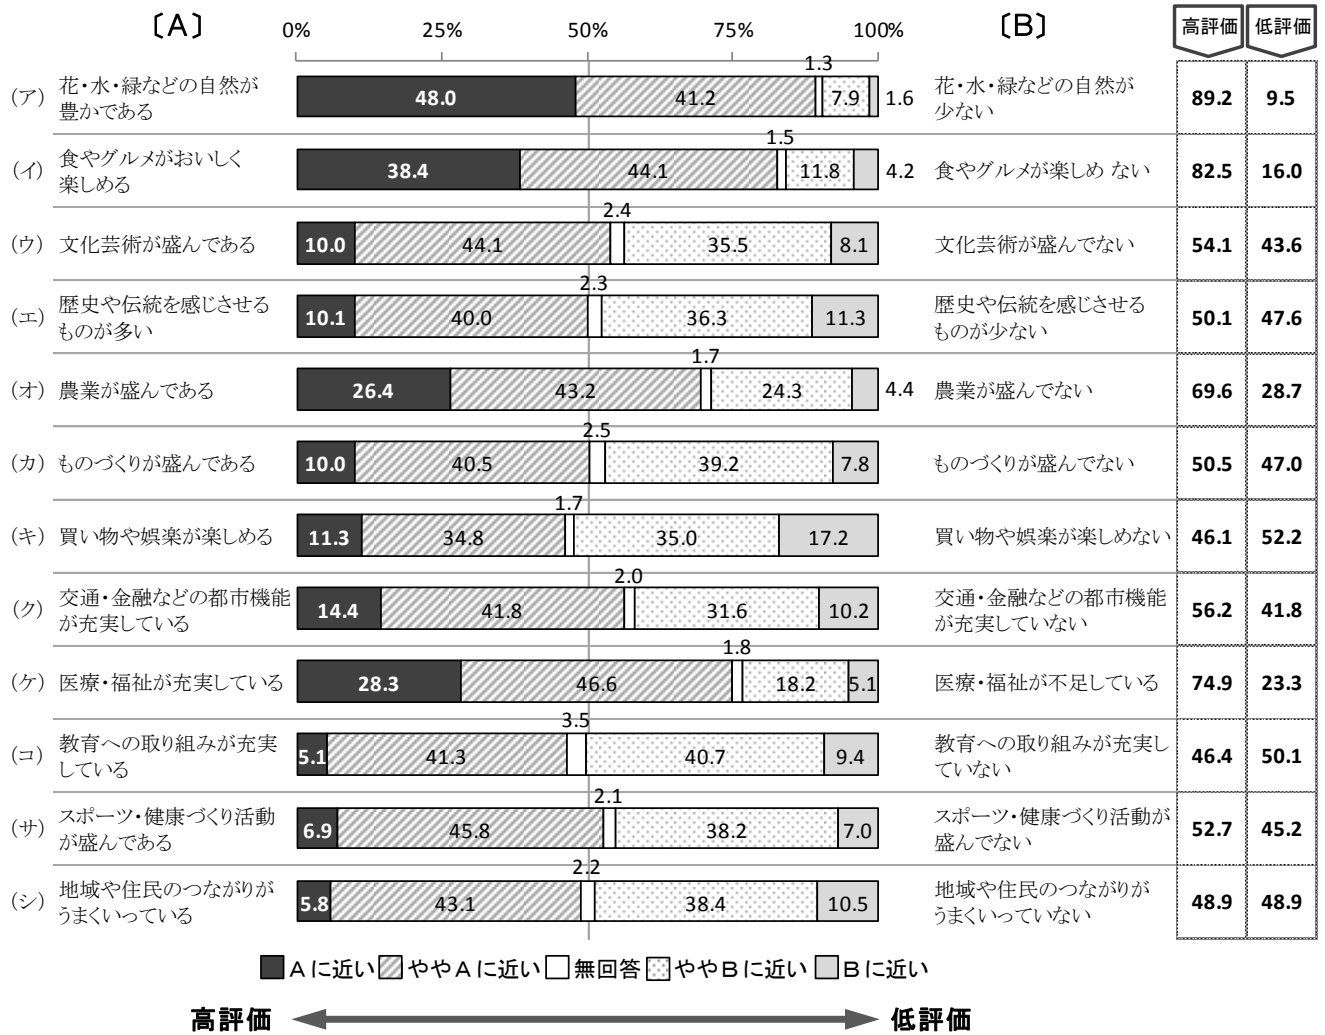 〔A〕 0% 25% 50% 75% 100% 〔B〕 高評価 低評価
(ア) 花・水・緑などの自然が
豊かである
48.0 41.2 1.3 7.9 1.6
花・水・緑などの自然が
少ない
89.2 9.5
(イ) 食やグルメがおいしく
楽しめる
38.4 44.1 1.5 11.8 4.2
食やグルメが楽しめ ない
82.5 16.0
(ウ) 文化芸術が盛んである
10.0 44.1 2.4 35.5 8.1
文化芸術が盛んでない
54.1 43.6
(エ) 歴史や伝統を感じさせる
ものが多い
10.1 40.0 2.3 36.3 11.3
歴史や伝統を感じさせる
ものが少ない
50.1 47.6
(オ) 農業が盛んである
26.4 43.2 1.7 24.3 4.4
農業が盛んでない
69.6 28.7
(カ) ものづくりが盛んである
10.0 40.5 2.5 39.2 7.8
ものづくりが盛んでない
50.5 47.0
(キ) 買い物や娯楽が楽しめる
11.3 34.8 1.7 35.0 17.2
買い物や娯楽が楽しめない
46.1 52.2
(ク) 交通・金融などの都市機能
が充実している
14.4 41.8 2.0 31.6 10.2
交通・金融などの都市機能
が充実していない
56.2 41.8
(ケ) 医療・福祉が充実している
28.3 46.6 1.8 18.2 5.1
医療・福祉が不足している
74.9 23.3
(コ) 教育への取り組みが充実
している
5.1 41.3 3.5 40.7 9.4
教育への取り組みが充実し
ていない
46.4 50.1
(サ) スポーツ・健康づくり活動
が盛んである
6.9 45.8 2.1 38.2 7.0
スポーツ・健康づくり活動が
盛んでない
52.7 45.2
(シ) 地域や住民のつながりが
うまくいっている
5.8 43.1 2.2 38.4 10.5
地域や住民のつながりが
うまくいっていない
48.9 48.9
Aに近い ややAに近い 無回答 ややBに近い Bに近い
高評価 低評価